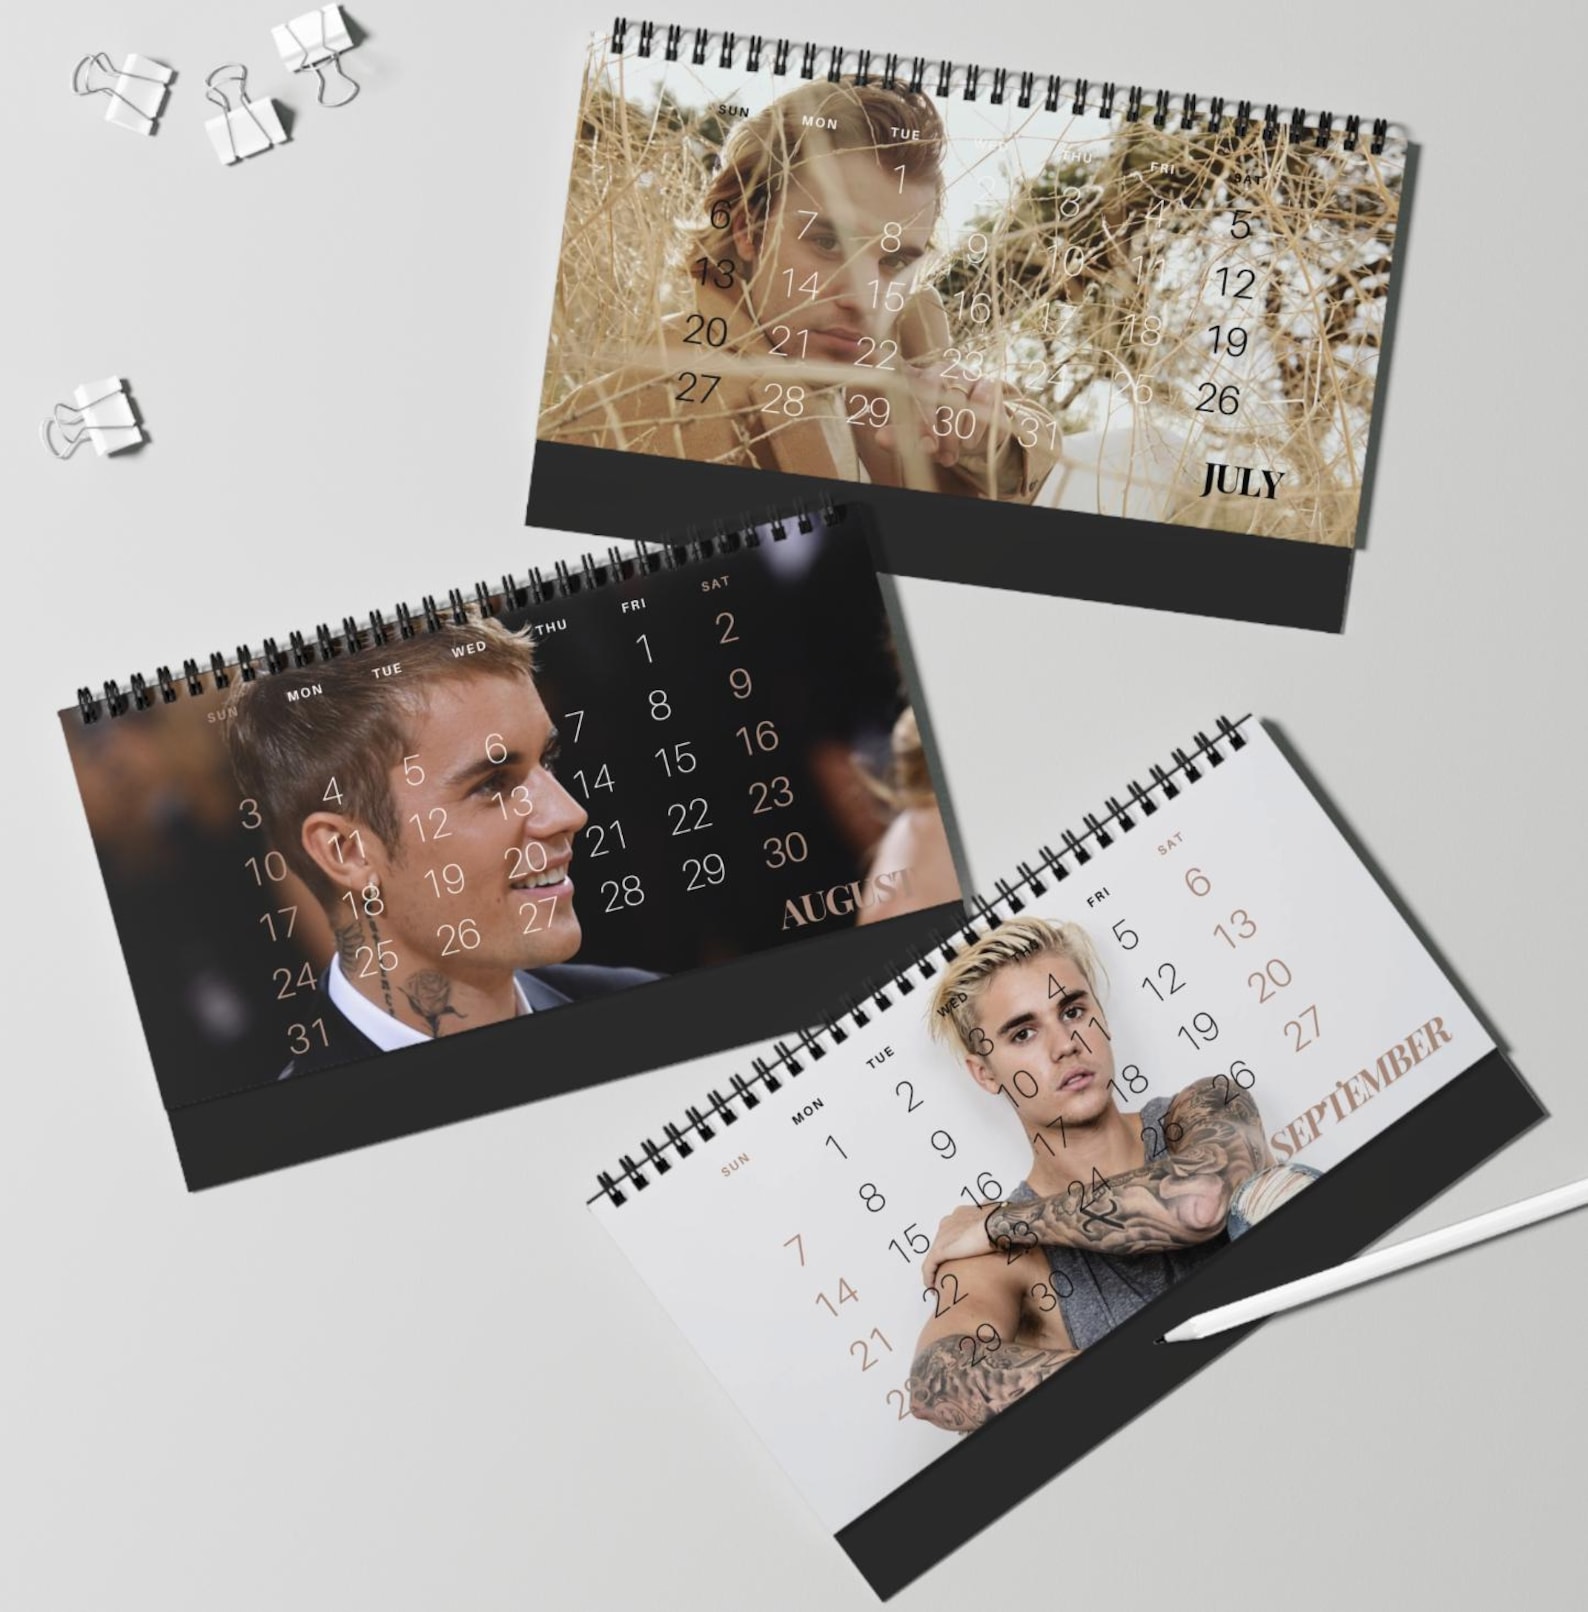 SUN MON TUE WED THU FRI SAT
1 2 3 4 5
6 7 8 9 10 11 12
13 14 15 16 17 18 19
20 21 22 23 24 25 26
27 28 29 30 31
JULY
SUN MON TUE WED THU FRI SAT
1 2
3 4 5 6 7 8 9
10 11 12 13 14 15 16
17 18 19 20 21 22 23
24 25 26 27 28 29 30
31
AUGUST
SUN MON TUE WED THU FRI SAT
1 2 3 4 5 6
7 8 9 10 11 12 13
14 15 16 17 18 19 20
21 22 23 24 25 26 27
28 29 30
SEPTEMBER